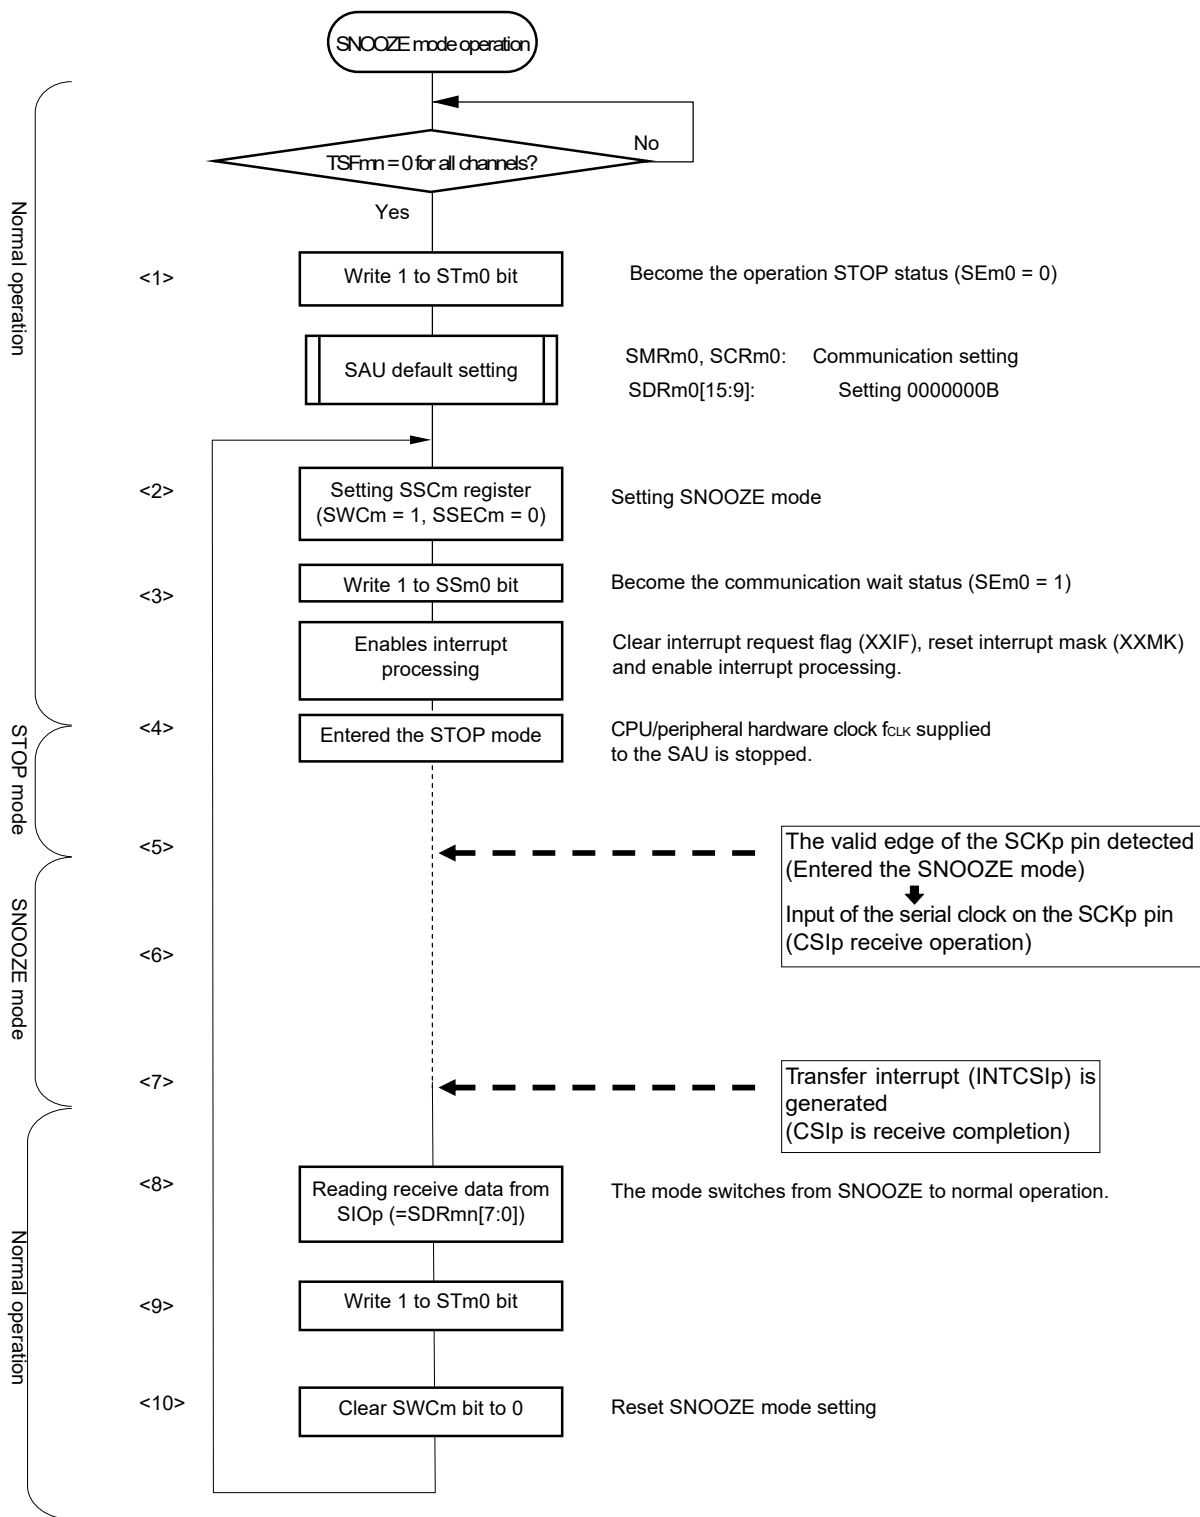 SNOOZE mode operation
TSFmn = 0 for all channels?
No
Yes
Normal operation
<1>
Write 1 to STm0 bit
Become the operation STOP status (SEm0 = 0)
SAU default setting
SMRm0, SCRm0: Communication setting
SDRm0[15:9]: Setting 0000000B
<2>
Setting SSCm register
(SWCm = 1, SSECm = 0)
Setting SNOOZE mode
<3>
Write 1 to SSm0 bit
Become the communication wait status (SEm0 = 1)
Enables interrupt
processing
Clear interrupt request flag (XXIF), reset interrupt mask (XXMK)
and enable interrupt processing.
STOP mode
<4>
Entered the STOP mode
CPU/peripheral hardware clock fCLK supplied
to the SAU is stopped.
<5>
The valid edge of the SCKp pin detected
(Entered the SNOOZE mode)
Input of the serial clock on the SCKp pin
(CSIp receive operation)
SNOOZE mode
<6>
<7>
Transfer interrupt (INTCSIp) is
generated
(CSIp is receive completion)
Normal operation
<8>
Reading receive data from
SIOp (=SDRmn[7:0])
The mode switches from SNOOZE to normal operation.
<9>
Write 1 to STm0 bit
<10>
Clear SWCm bit to 0
Reset SNOOZE mode setting